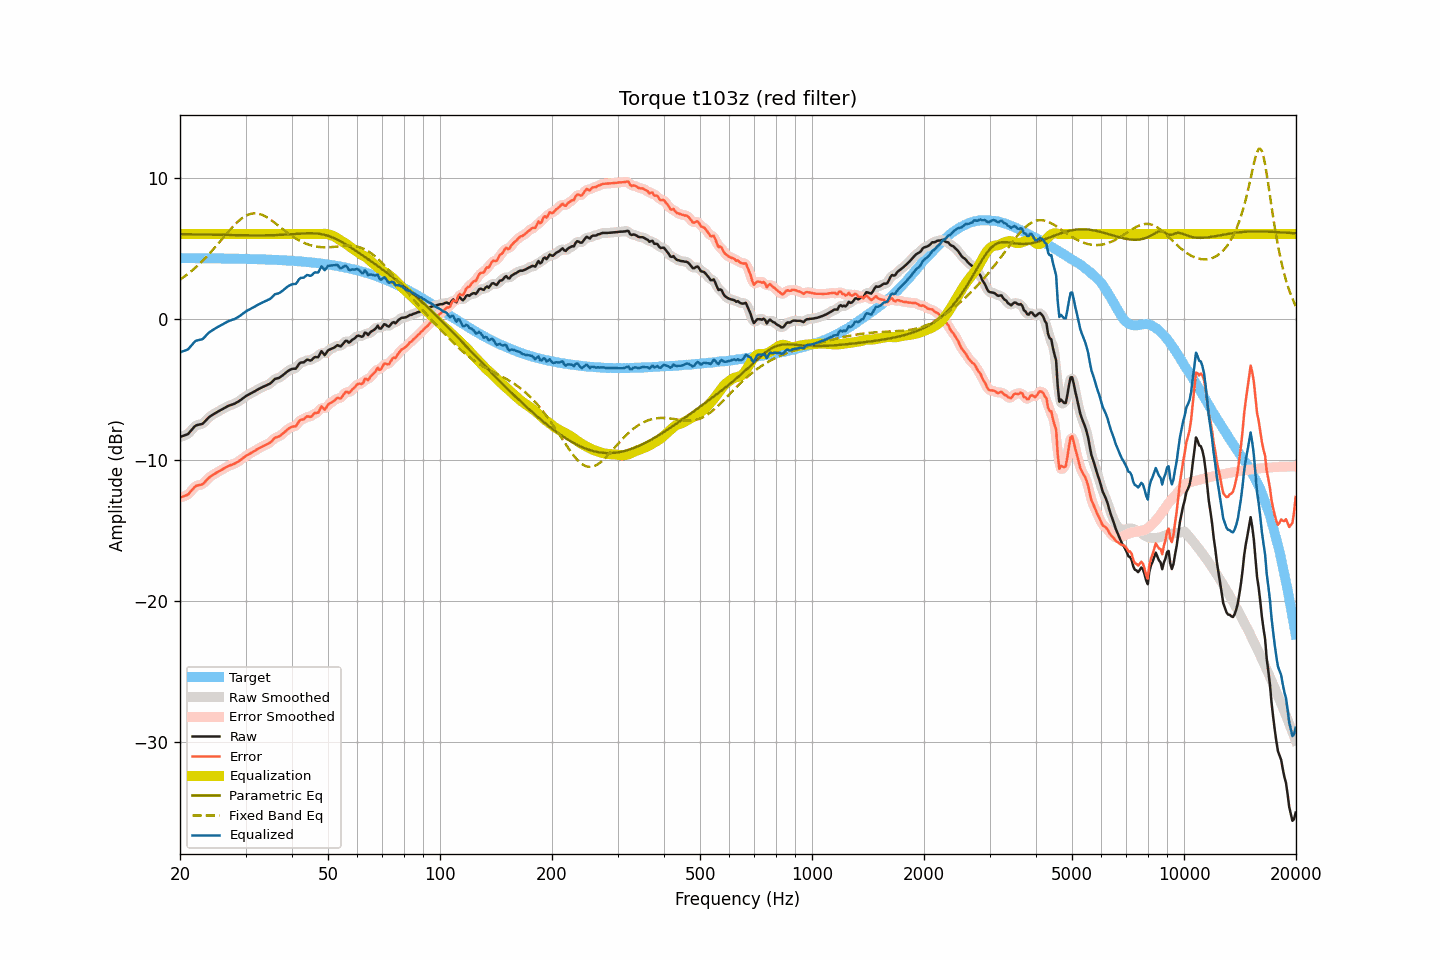 Torque t103z (red filter)
10
0
−10
−20
−30
Amplitude (dBr)
Target
Raw Smoothed
Error Smoothed
Raw
Error
Equalization
Parametric Eq
Fixed Band Eq
Equalized
20 50 100 200 500 1000 2000 5000 10000 20000
Frequency (Hz)